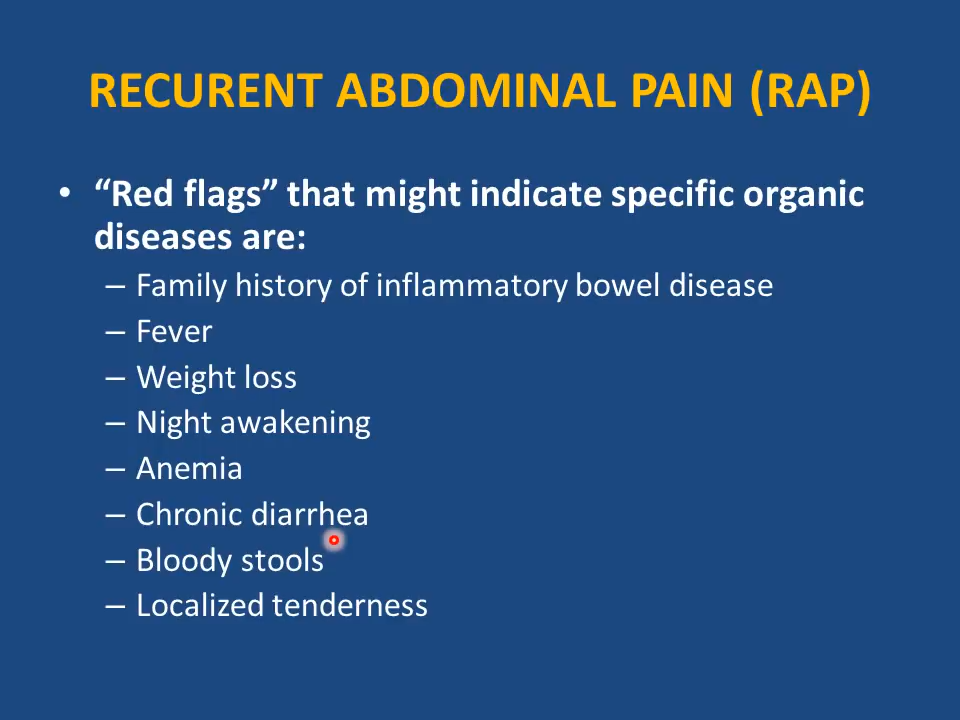 RECURENT ABDOMINAL PAIN (RAP)
• “Red flags” that might indicate specific organic
diseases are:
– Family history of inflammatory bowel disease
– Fever
– Weight loss
– Night awakening
– Anemia
– Chronic diarrhea
– Bloody stools
– Localized tenderness